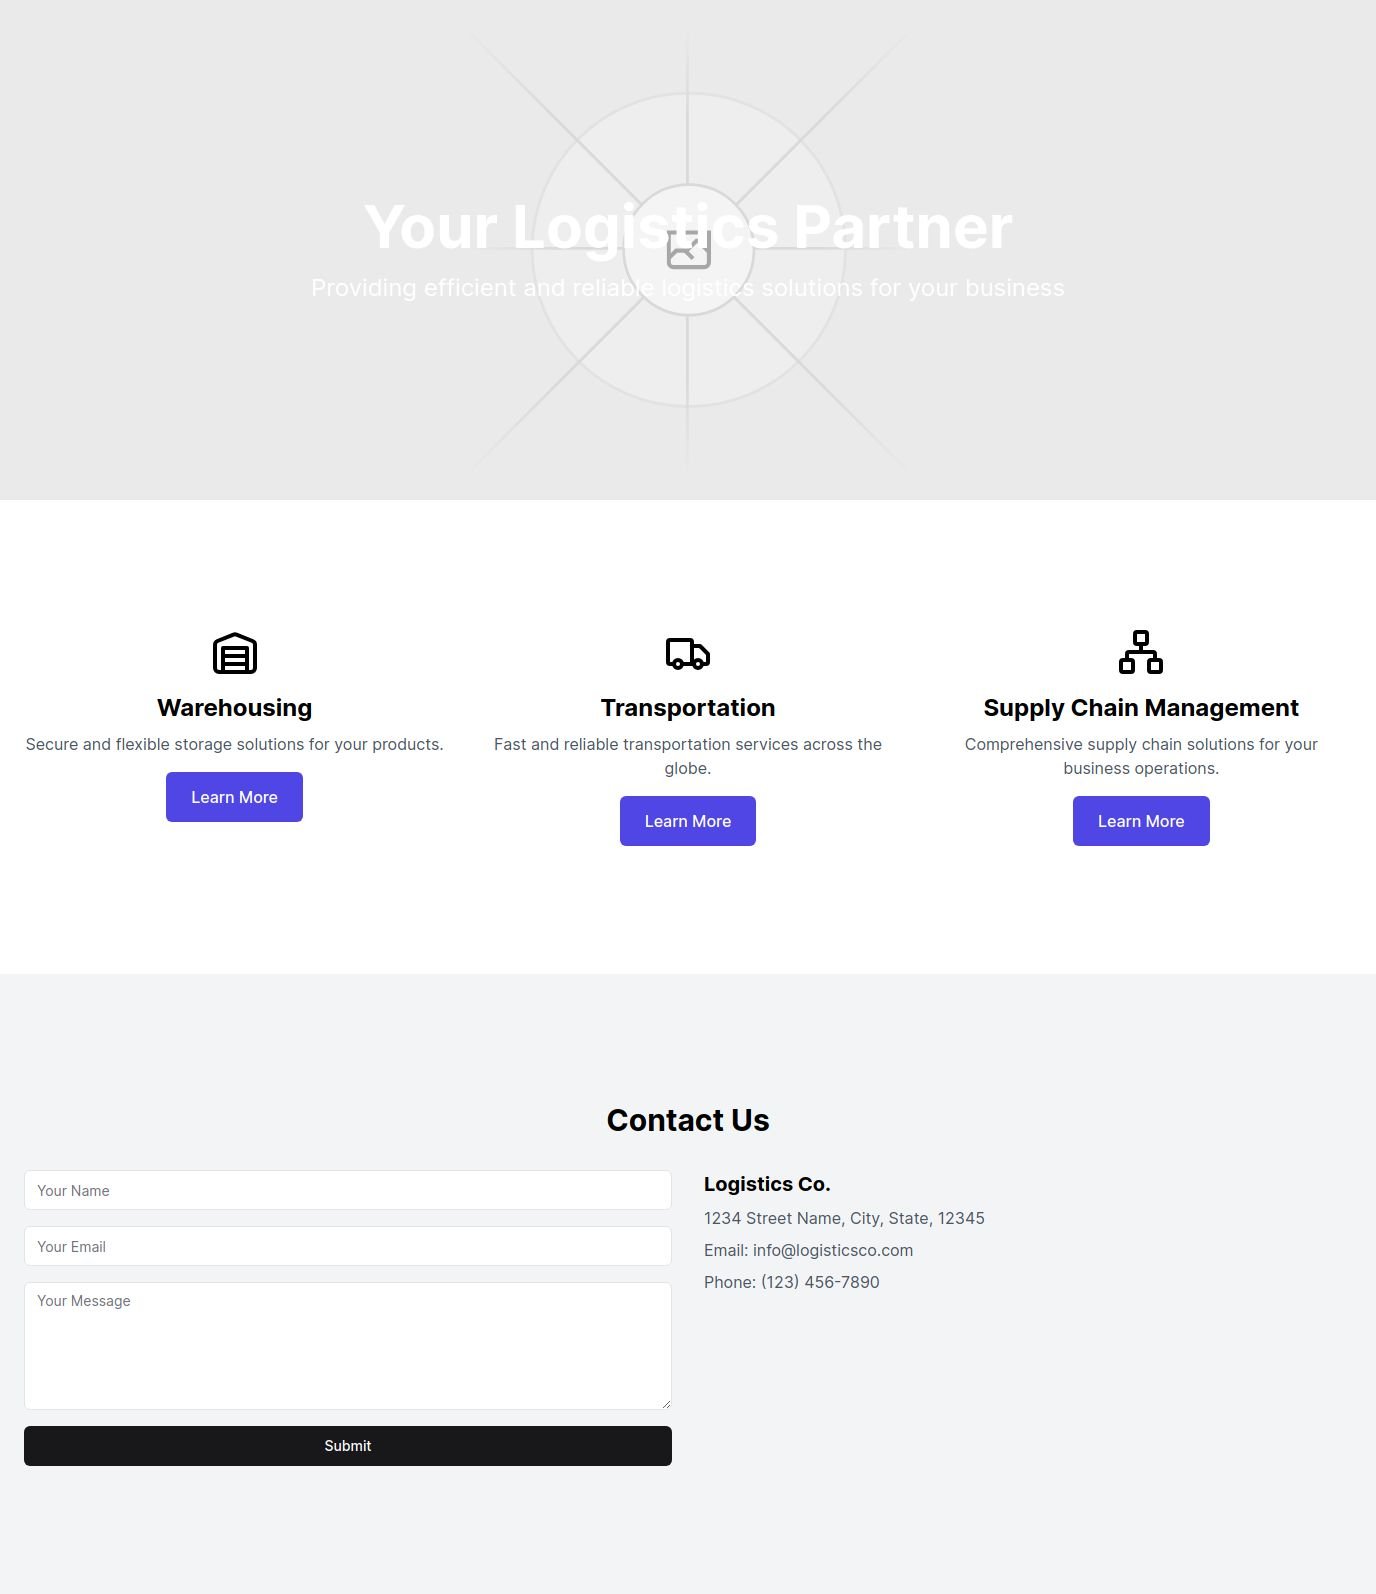 Your Logistics Partner
Providing efficient and reliable logistics solutions for your business
Warehousing
Secure and flexible storage solutions for your products.
Learn More
Transportation
Fast and reliable transportation services across the
globe.
Learn More
Supply Chain Management
Comprehensive supply chain solutions for your
business operations.
Learn More
Contact Us
Your Name
Your Email
Your Message
Submit
Logistics Co.
1234 Street Name, City, State, 12345
Email: info@logisticsco.com
Phone: (123) 456-7890